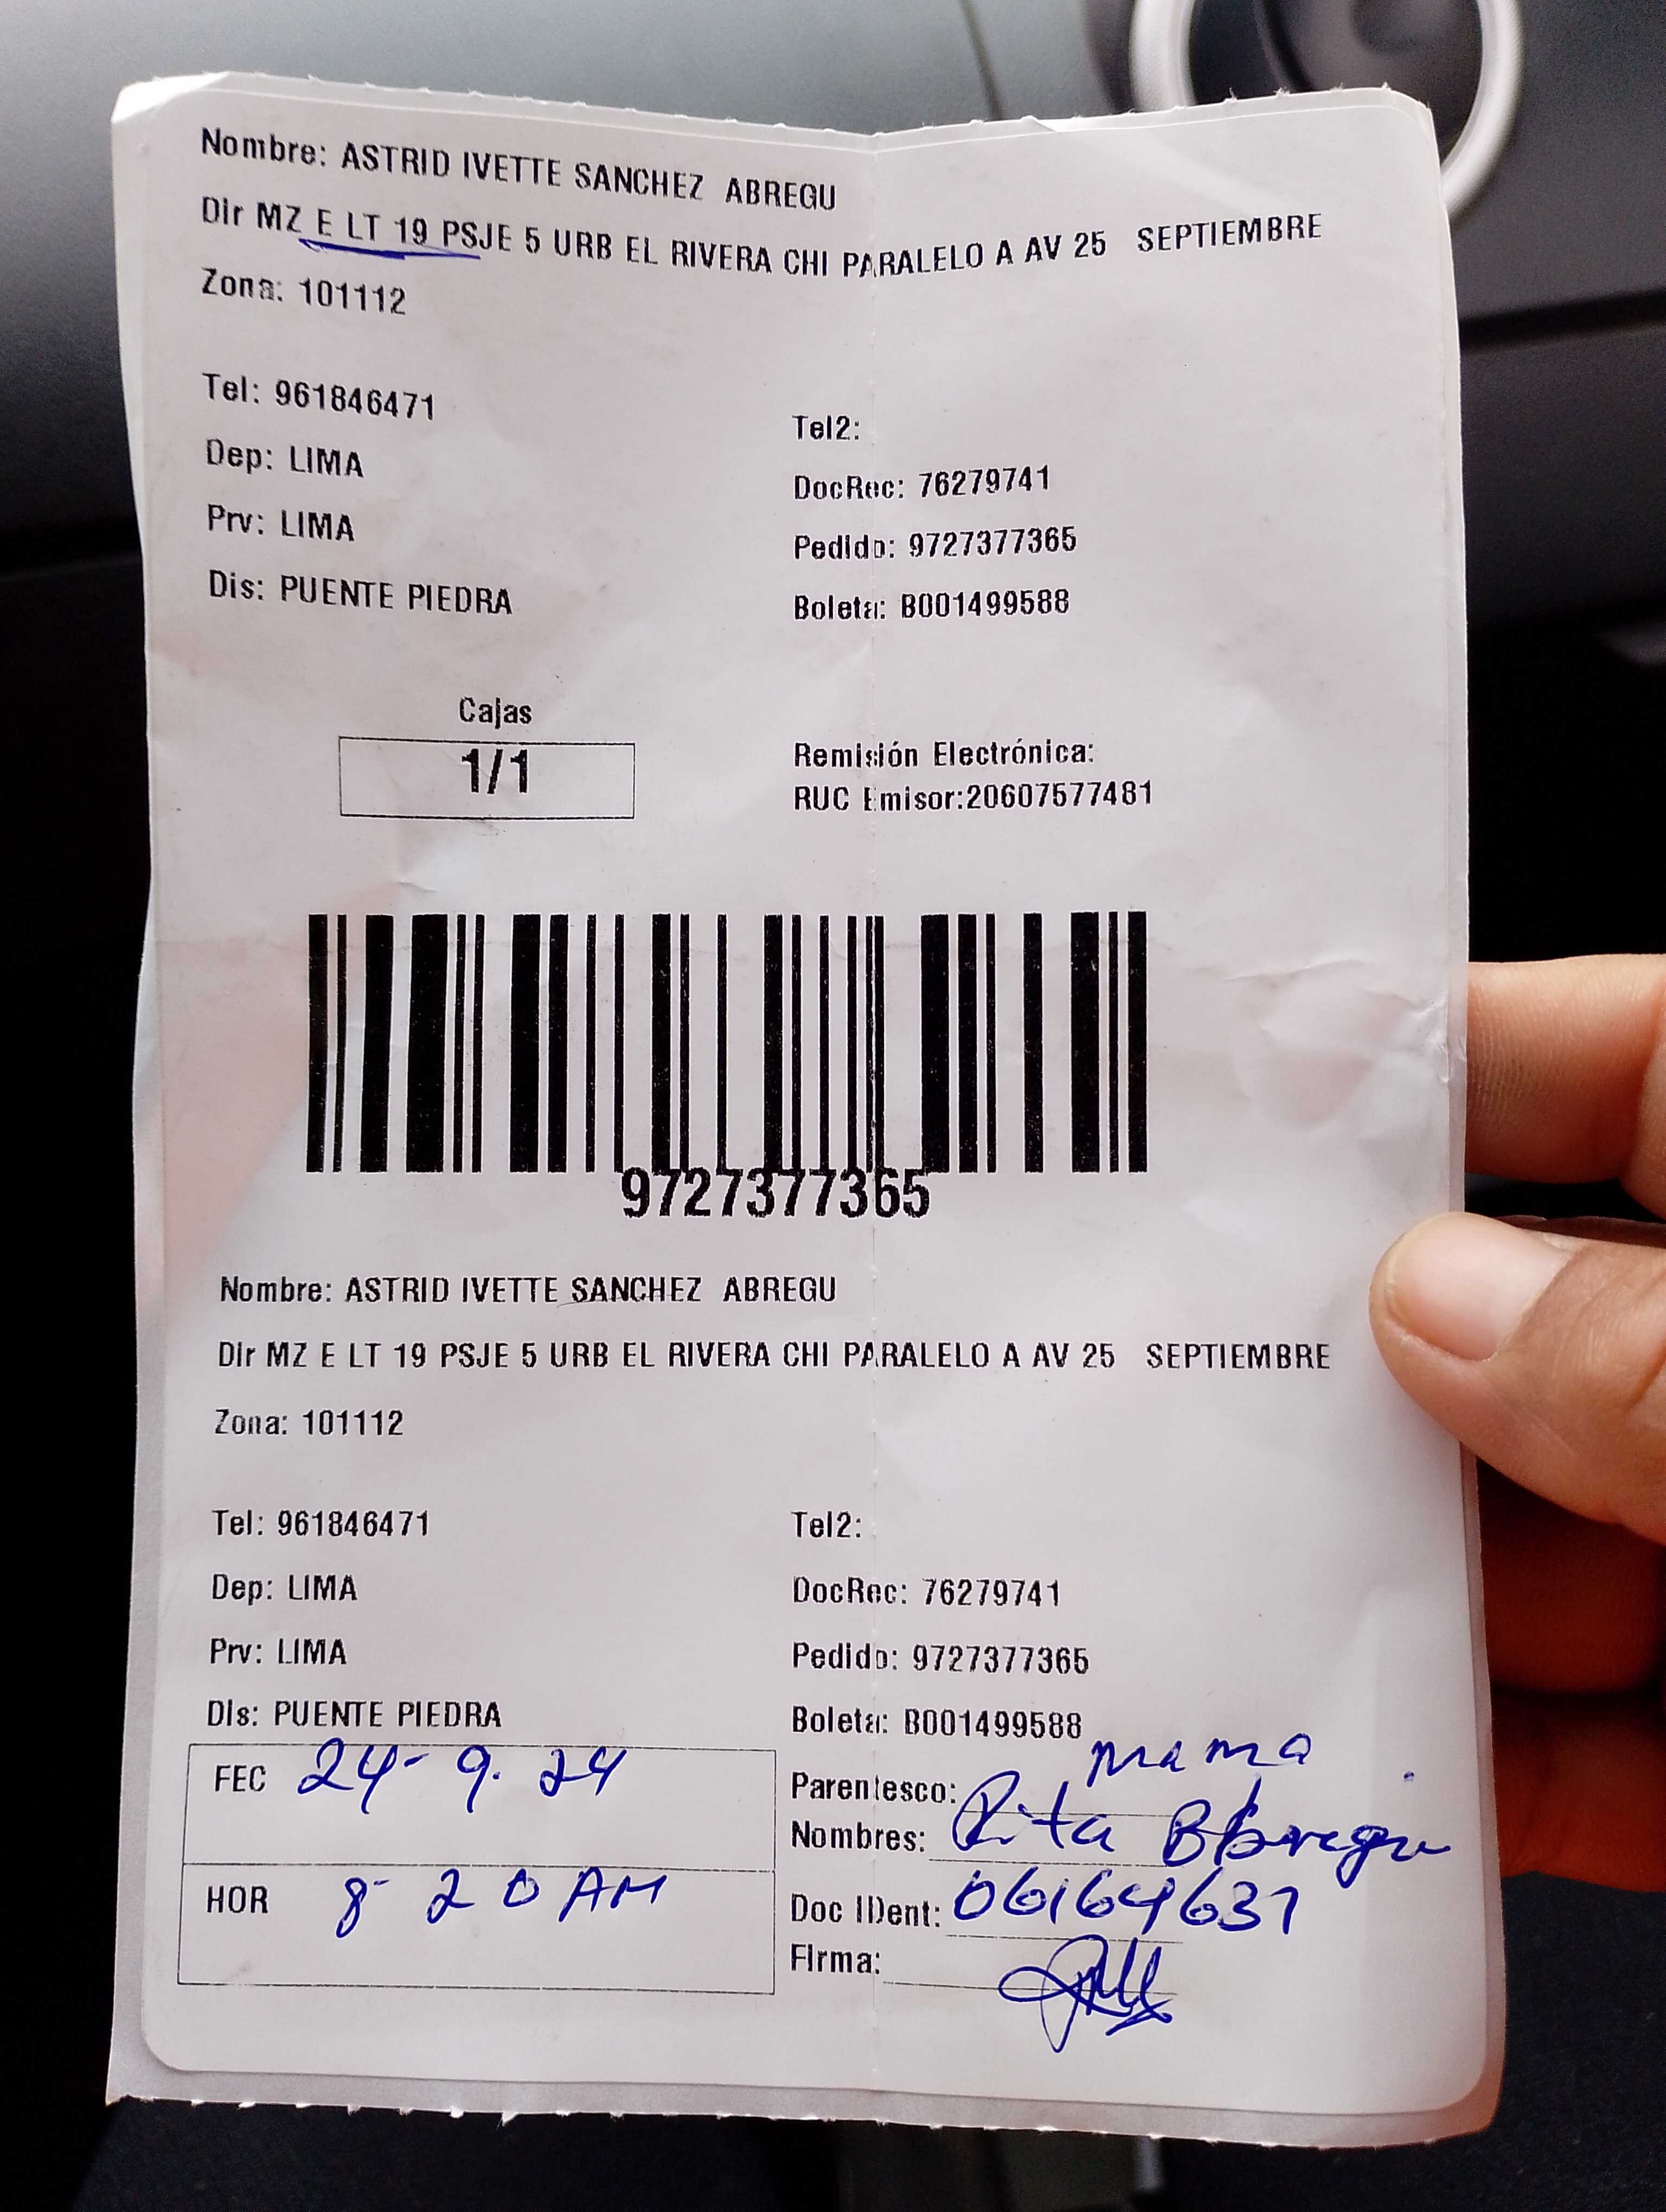 Nombre: ASTRID IVETTE SANCHEZ ABREGU
Dir MZ E LT 19 PSJE 5 URB EL RIVERA CHI PARALELO A AV 25 SEPTIEMBRE
Zona: 101112
Tel: 961846471
Tel2:
Dep: LIMA
DocRec: 76279741
Prv: LIMA
Pedido: 9727377365
Dis: PUENTE PIEDRA
Boleta: B001499588
Cajas
1/1
Remisión Electrónica:
RUC Emisor:20607577481
9727377365
Nombre: ASTRID IVETTE SANCHEZ ABREGU
Dir MZ E LT 19 PSJE 5 URB EL RIVERA CHI PARALELO A AV 25 SEPTIEMBRE
Zona: 101112
Tel: 961846471
Tel2:
Dep: LIMA
DocRec: 76279741
Prv: LIMA
Pedido: 9727377365
Dis: PUENTE PIEDRA
Boleta: B001499588
FEC 24-9.24
Parentesco: mama
Nombres: Rita
HOR 8-20AM
Doc IDent: 06164631
Firma: